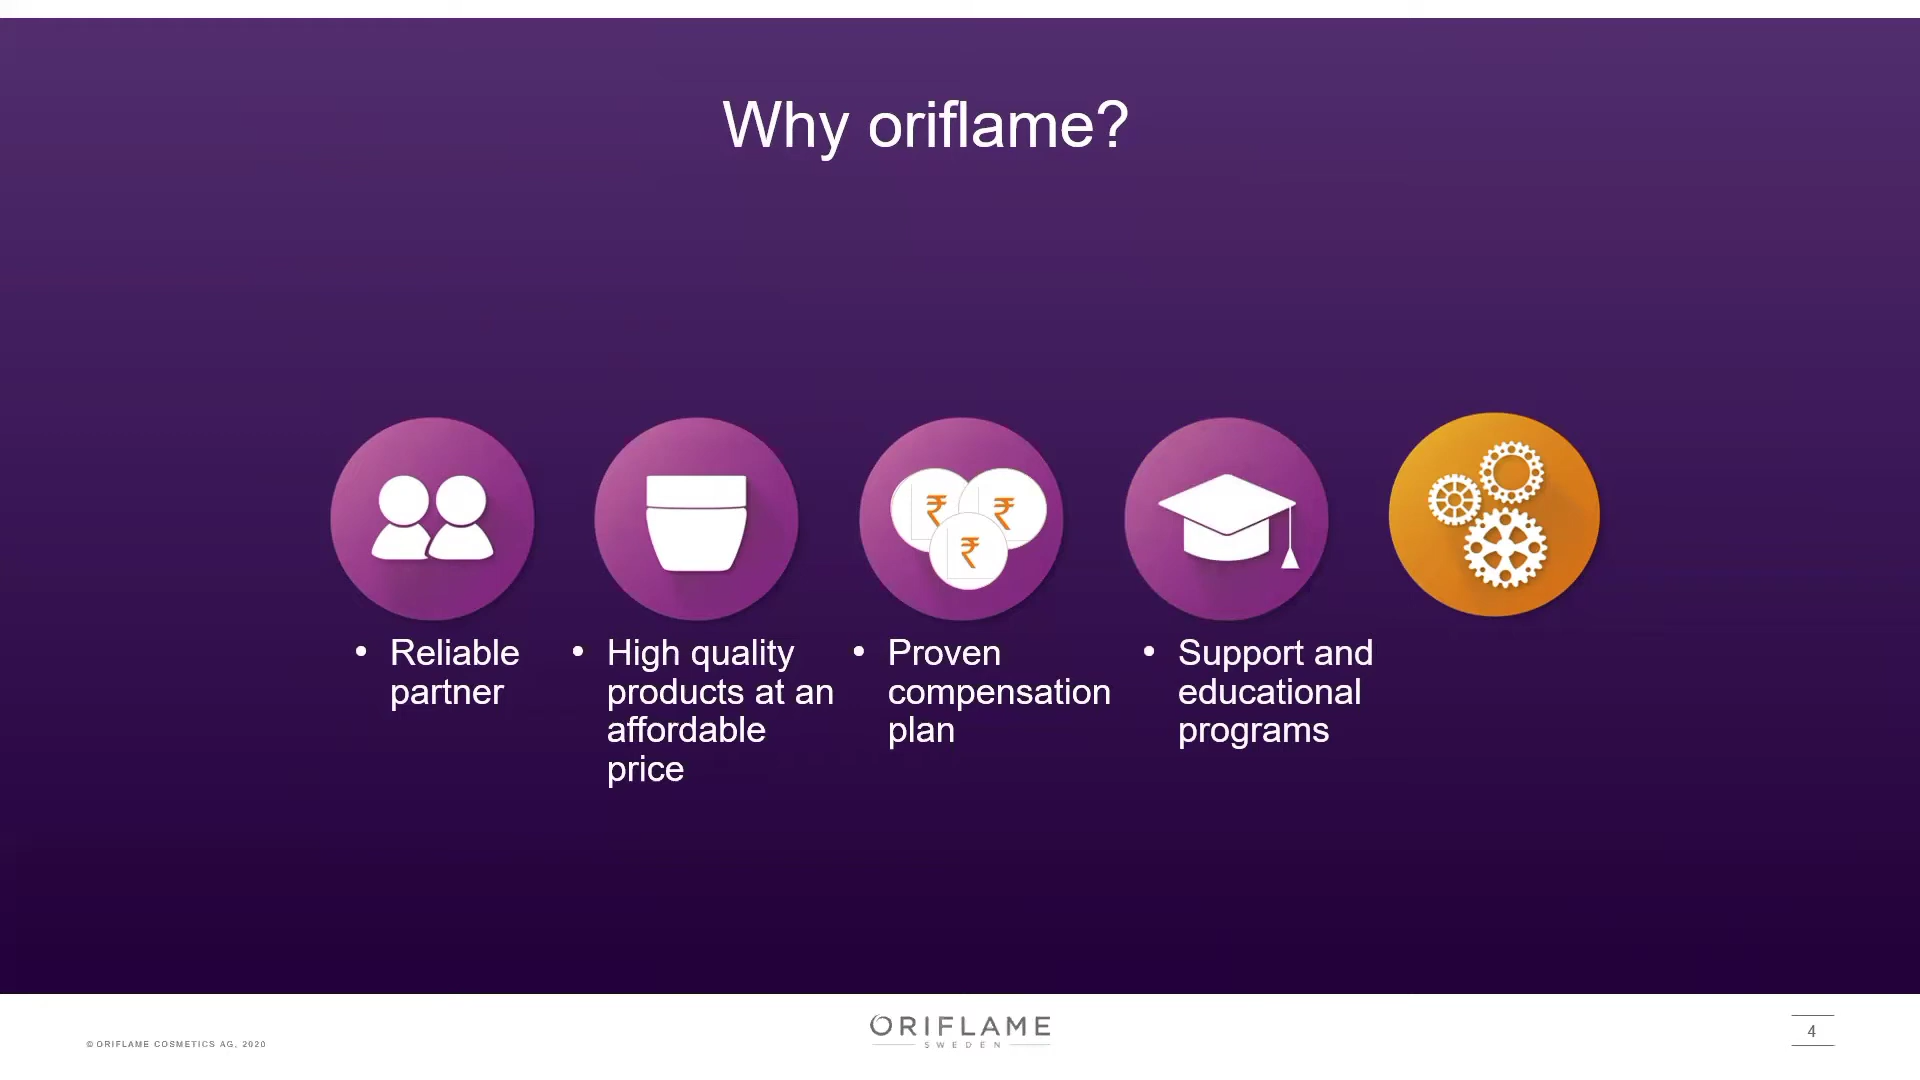 Why oriflame?
₹ ₹
₹
• Reliable
partner
• High quality
products at an
affordable
price
• Proven
compensation
plan
• Support and
educational
programs
© ORIFLAME COSMETICS AG, 2020
ORIFLAME
SWEDEN
4